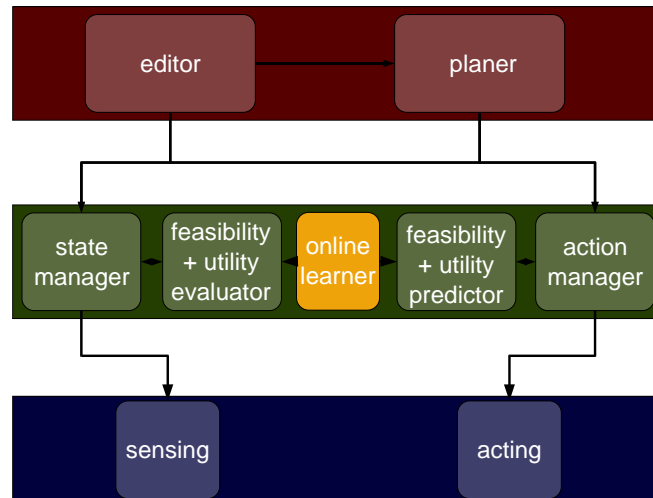 editor
planer
state
manager
feasibility
+ utility
evaluator
online
learner
feasibility
+ utility
predictor
action
manager
sensing
acting